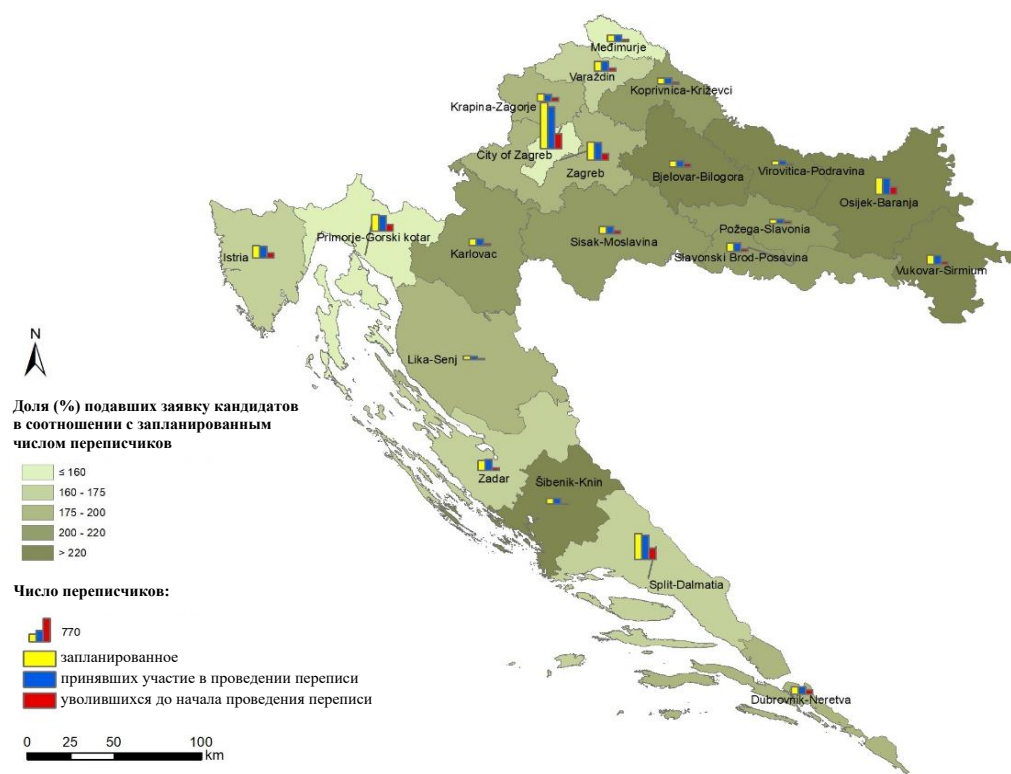 Međimurje
Varaždin
Koprivnica-Križevci
Krapina-Zagorje
City of Zagreb
Zagreb
Bjelovar-Bilogora
Virovitica-Podravina
Osijek-Baranja
Primorje-Gorski kotar
Istria
Karlovac
Sisak-Moslavina
Požega-Slavonia
Slavonski Brod-Posavina
Vukovar-Sirmium
N
Lika-Senj
Доля (%) подавших заявку кандидатов
в соотношении с запланированным
числом переписчиков
≤ 160
160 - 175
175 - 200
200 - 220
> 220
Zadar
Šibenik-Knin
Split-Dalmatia
Dubrovnik-Neretva
Число переписчиков:
770
запланированное
принявших участие в проведении переписи
уволившихся до начала проведения переписи
0 25 50 100
km